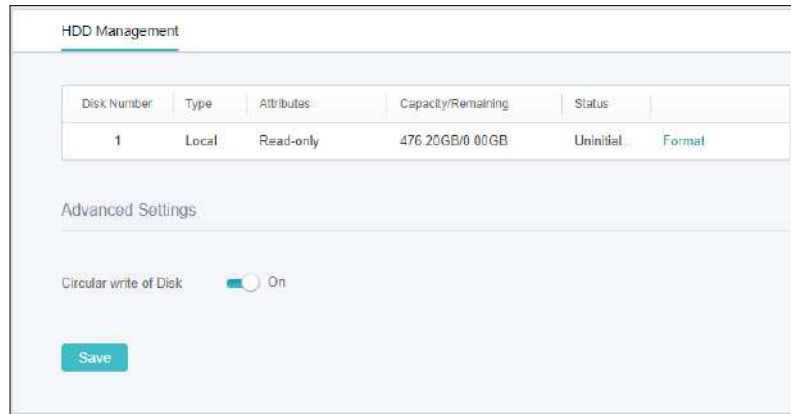 HDD Management
Disk Number Type Attributes Capacity/Remaining Status
1 Local Read-only 476.20GB/0.00GB Uninitial... Format
Advanced Settings
Circular write of Disk On
Save